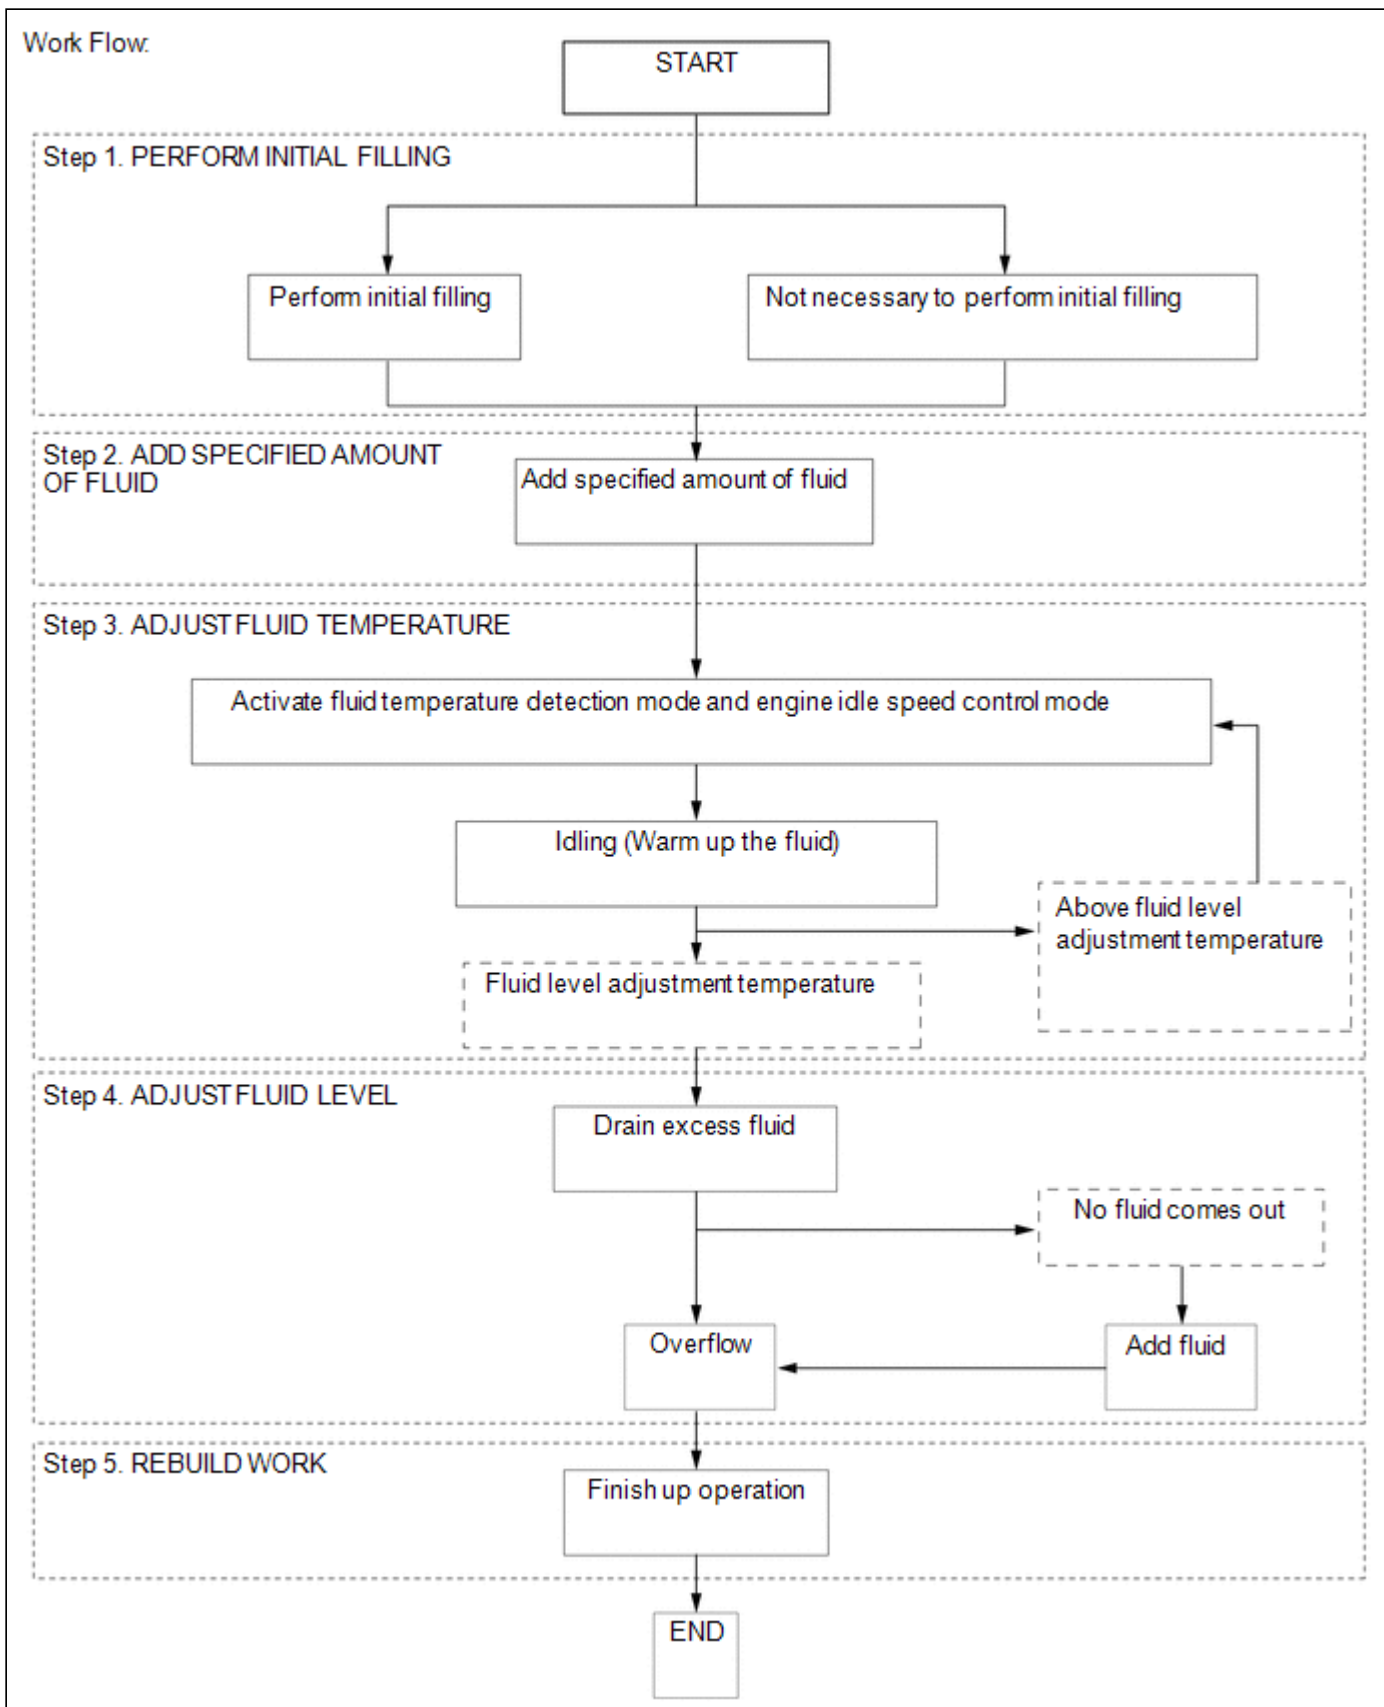 Work Flow:
START
Step 1. PERFORM INITIAL FILLING
Perform initial filling
Not necessary to perform initial filling
Step 2. ADD SPECIFIED AMOUNT
OF FLUID
Add specified amount of fluid
Step 3. ADJUST FLUID TEMPERATURE
Activate fluid temperature detection mode and engine idle speed control mode
Idling (Warm up the fluid)
Above fluid level
adjustment temperature
Fluid level adjustment temperature
Step 4. ADJUST FLUID LEVEL
Drain excess fluid
No fluid comes out
Overflow
Add fluid
Step 5. REBUILD WORK
Finish up operation
END